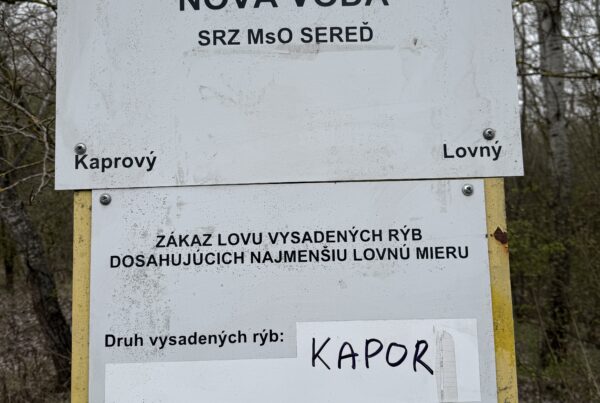 NOVÁ VODA
SRZ MsO SEREĎ
Kaprový
Lovný
ZÁKAZ LOVU VYSADENÝCH RÝB
DOSAHUJÚCICH NAJMENŠIU LOVNÚ MIERU
Druh vysadených rýb:
KAPOR